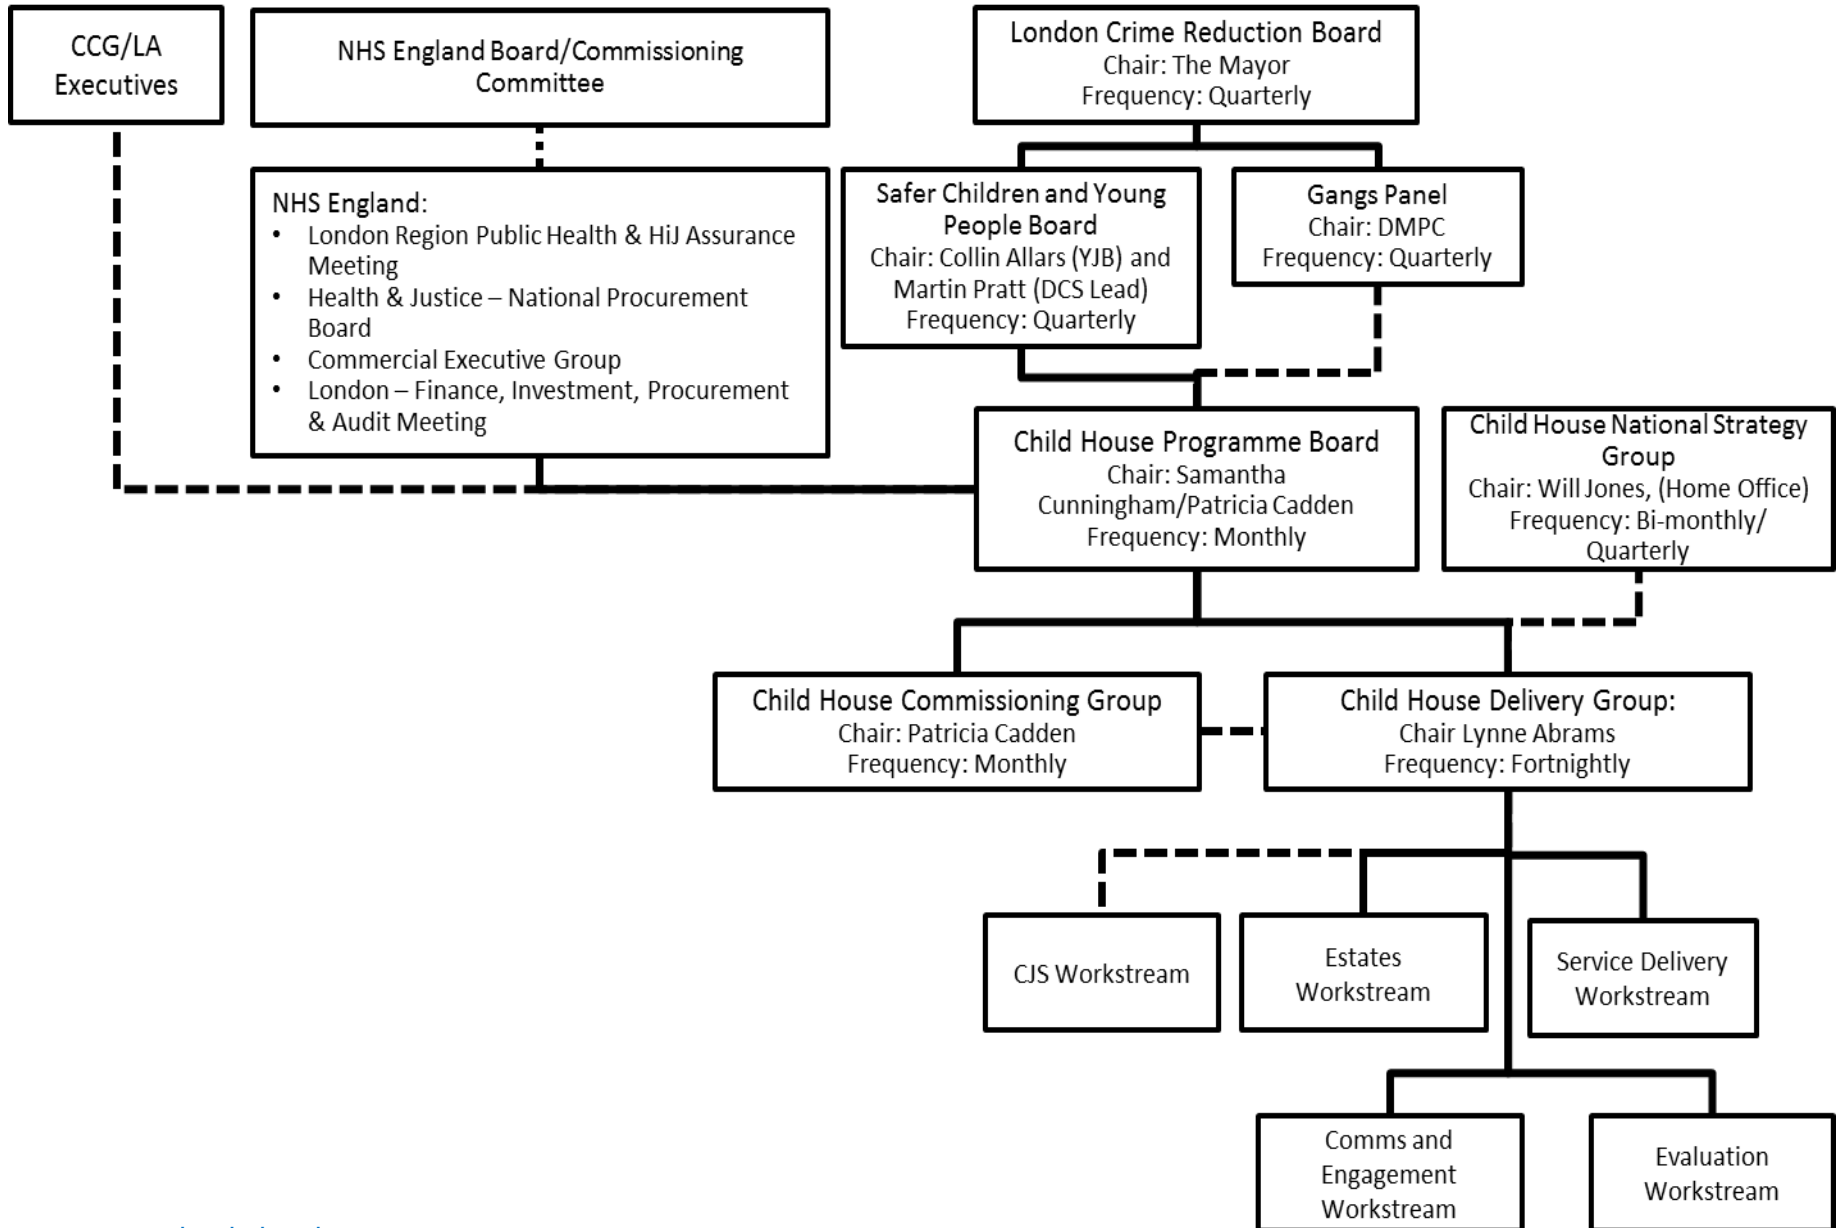 CCG/LA
Executives
NHS England Board/Commissioning
Committee
London Crime Reduction Board
Chair: The Mayor
Frequency: Quarterly
NHS England:
• London Region Public Health & HiJ Assurance
Meeting
• Health & Justice – National Procurement
Board
• Commercial Executive Group
• London – Finance, Investment, Procurement
& Audit Meeting
Safer Children and Young
People Board
Chair: Collin Allars (YJB) and
Martin Pratt (DCS Lead)
Frequency: Quarterly
Gangs Panel
Chair: DMPC
Frequency: Quarterly
Child House Programme Board
Chair: Samantha
Cunningham/Patricia Cadden
Frequency: Monthly
Child House National Strategy
Group
Chair: Will Jones, (Home Office)
Frequency: Bi-monthly/
Quarterly
Child House Commissioning Group
Chair: Patricia Cadden
Frequency: Monthly
Child House Delivery Group:
Chair Lynne Abrams
Frequency: Fortnightly
CJS Workstream
Estates
Workstream
Service Delivery
Workstream
Comms and
Engagement
Workstream
Evaluation
Workstream